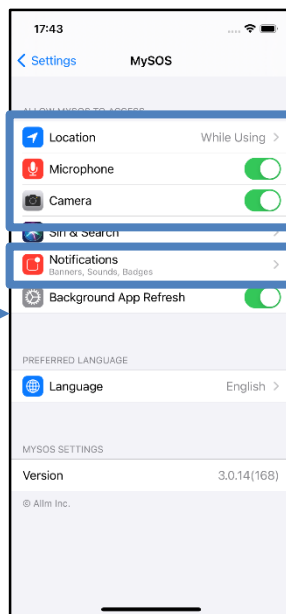 17:43
Settings
MySOS
ALLOW MYSOS TO ACCESS
Location
While Using
Microphone
Camera
Siri & Search
Notifications
Banners, Sounds, Badges
Background App Refresh
PREFERRED LANGUAGE
Language
English
MYSOS SETTINGS
Version
3.0.14(168)
© Allm Inc.